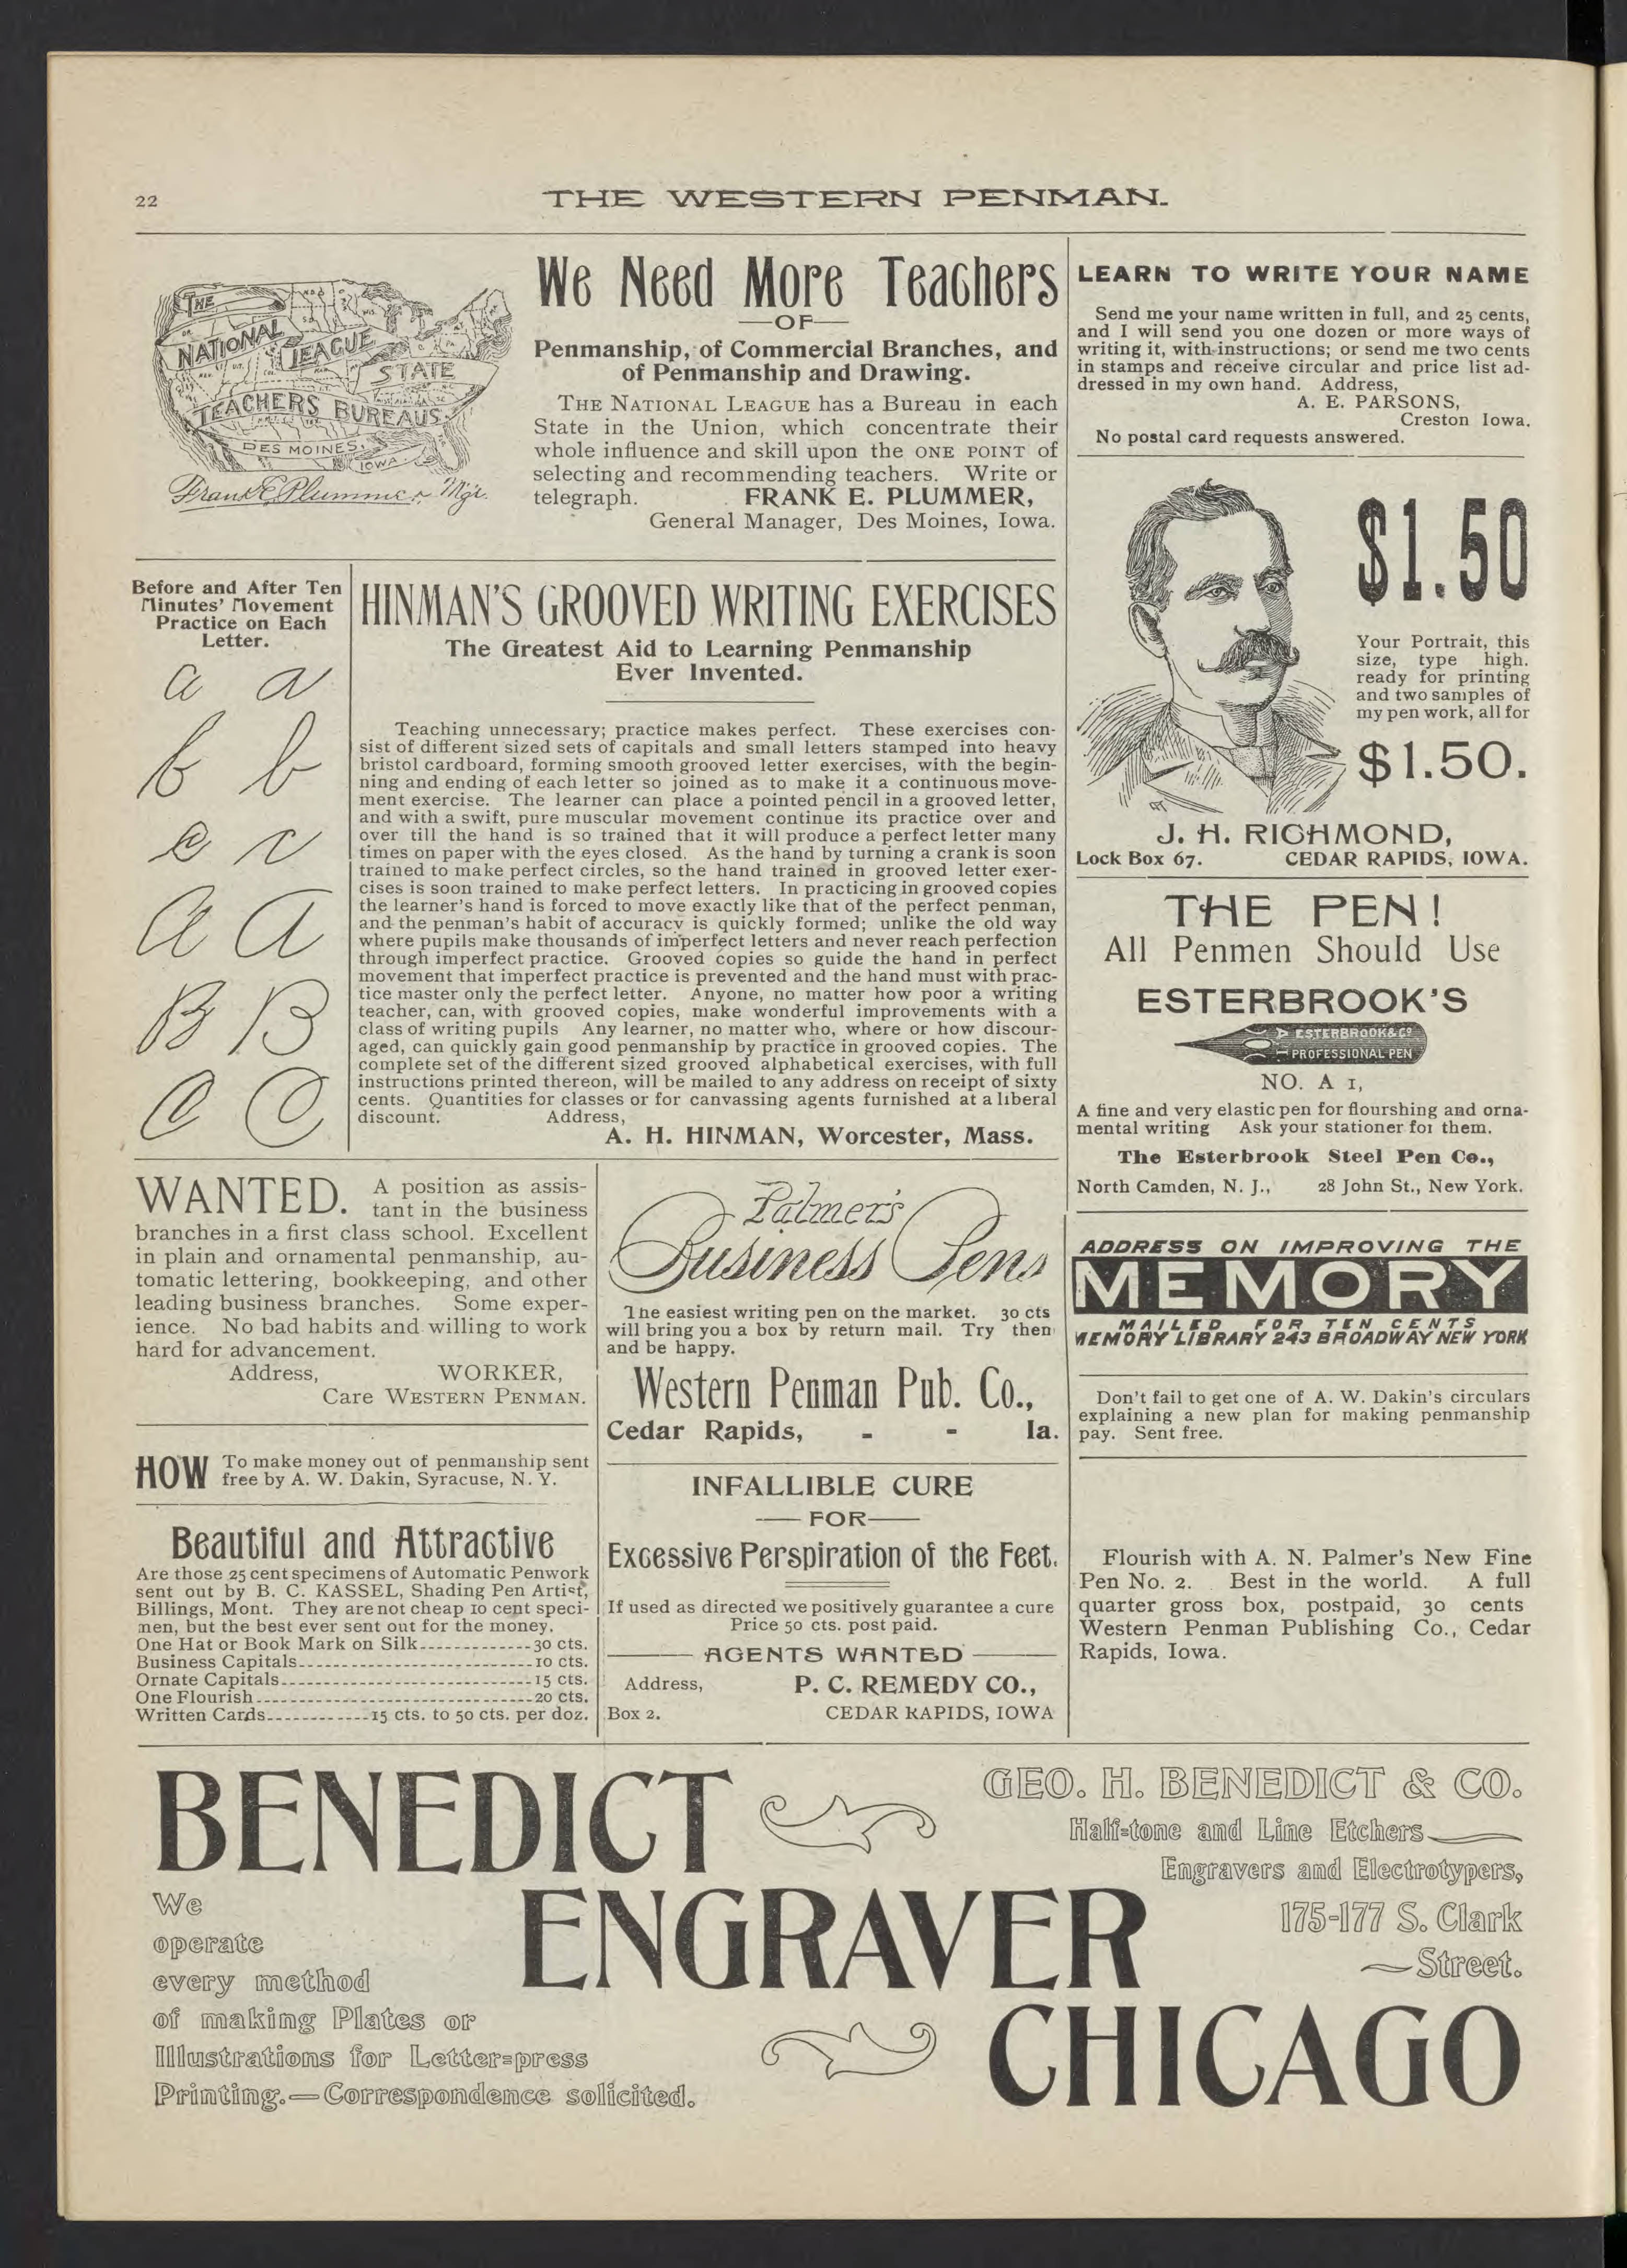 22
THE WESTERN PENMAN.
THE
NATIONAL
LEAGUE
STATE
TEACHERS BUREAUS
DES MOINES,
IOWA
Frank E. Plummer Mgr.
We Need More Teachers
—OF—
Penmanship, of Commercial Branches, and
of Penmanship and Drawing.
THE NATIONAL LEAGUE has a Bureau in each
State in the Union, which concentrate their
whole influence and skill upon the ONE POINT of
selecting and recommending teachers. Write or
telegraph. FRANK E. PLUMMER,
General Manager, Des Moines, Iowa.
Before and After Ten
Minutes' Movement
Practice on Each
Letter.
a a
b b
c c
A A
B B
C C
HINMAN'S GROOVED WRITING EXERCISES
The Greatest Aid to Learning Penmanship
Ever Invented.
Teaching unnecessary; practice makes perfect. These exercises con-
sist of different sized sets of capitals and small letters stamped into heavy
bristol cardboard, forming smooth grooved letter exercises, with the begin-
ning and ending of each letter so joined as to make it a continuous move-
ment exercise. The learner can place a pointed pencil in a grooved letter,
and with a swift, pure muscular movement continue its practice over and
over till the hand is so trained that it will produce a perfect letter many
times on paper with the eyes closed. As the hand by turning a crank is soon
trained to make perfect circles, so the hand trained in grooved letter exer-
cises is soon trained to make perfect letters. In practicing in grooved copies
the learner's hand is forced to move exactly like that of the perfect penman,
and the penman's habit of accuracy is quickly formed; unlike the old way
where pupils make thousands of imperfect letters and never reach perfection
through imperfect practice. Grooved copies so guide the hand in perfect
movement that imperfect practice is prevented and the hand must with prac-
tice master only the perfect letter. Anyone, no matter how poor a writing
teacher, can, with grooved copies, make wonderful improvements with a
class of writing pupils Any learner, no matter who, where or how discour-
aged, can quickly gain good penmanship by practice in grooved copies. The
complete set of the different sized grooved alphabetical exercises, with full
instructions printed thereon, will be mailed to any address on receipt of sixty
cents. Quantities for classes or for canvassing agents furnished at a liberal
discount. Address,
A. H. HINMAN, Worcester, Mass.
WANTED. A position as assis-
tant in the business
branches in a first class school. Excellent
in plain and ornamental penmanship, au-
tomatic lettering, bookkeeping, and other
leading business branches. Some exper-
ience. No bad habits and willing to work
hard for advancement.
Address, WORKER,
Care WESTERN PENMAN.
HOW To make money out of penmanship sent
free by A. W. Dakin, Syracuse, N. Y.
Beautiful and Attractive
Are those 25 cent specimens of Automatic Penwork
sent out by B. C. KASSEL, Shading Pen Artist,
Billings, Mont. They are not cheap 10 cent speci-
men, but the best ever sent out for the money.
One Hat or Book Mark on Silk-------------30 cts.
Business Capitals---------------------------10 cts.
Ornate Capitals-----------------------------15 cts.
One Flourish--------------------------------20 cts.
Written Cards------------15 cts. to 50 cts. per doz.
Palmer's
Business Pens
The easiest writing pen on the market. 30 cts
will bring you a box by return mail. Try then
and be happy.
Western Penman Pub. Co.,
Cedar Rapids, - - Ia.
INFALLIBLE CURE
—FOR—
Excessive Perspiration of the Feet.
If used as directed we positively guarantee a cure
Price 50 cts. post paid.
—AGENTS WANTED—
Address, P. C. REMEDY CO.,
Box 2. CEDAR RAPIDS, IOWA
LEARN TO WRITE YOUR NAME
Send me your name written in full, and 25 cents,
and I will send you one dozen or more ways of
writing it, with instructions; or send me two cents
in stamps and receive circular and price list ad-
dressed in my own hand. Address,
A. E. PARSONS,
Creston Iowa.
No postal card requests answered.
$1.50
Your Portrait, this
size, type high.
ready for printing
and two samples of
my pen work, all for
$1.50.
J. H. RICHMOND,
Lock Box 67. CEDAR RAPIDS, IOWA.
THE PEN!
All Penmen Should Use
ESTERBROOK'S
ESTERBROOK & Co
PROFESSIONAL PEN
NO. A 1,
A fine and very elastic pen for flourshing and orna-
mental writing Ask your stationer for them.
The Esterbrook Steel Pen Co.,
North Camden, N. J., 28 John St., New York.
ADDRESS ON IMPROVING THE
MEMORY
MAILED FOR TEN CENTS
MEMORY LIBRARY 243 BROADWAY NEW YORK
Don't fail to get one of A. W. Dakin's circulars
explaining a new plan for making penmanship
pay. Sent free.
Flourish with A. N. Palmer's New Fine
Pen No. 2. Best in the world. A full
quarter gross box, postpaid, 30 cents
Western Penman Publishing Co., Cedar
Rapids, Iowa.
BENEDICT
ENGRAVER
CHICAGO
We
operate
every method
of making Plates or
Illustrations for Letter=press
Printing.—Correspondence solicited.
GEO. H. BENEDICT & CO.
Half=tone and Line Etchers
Engravers and Electrotypers,
175-177 S. Clark
Street.